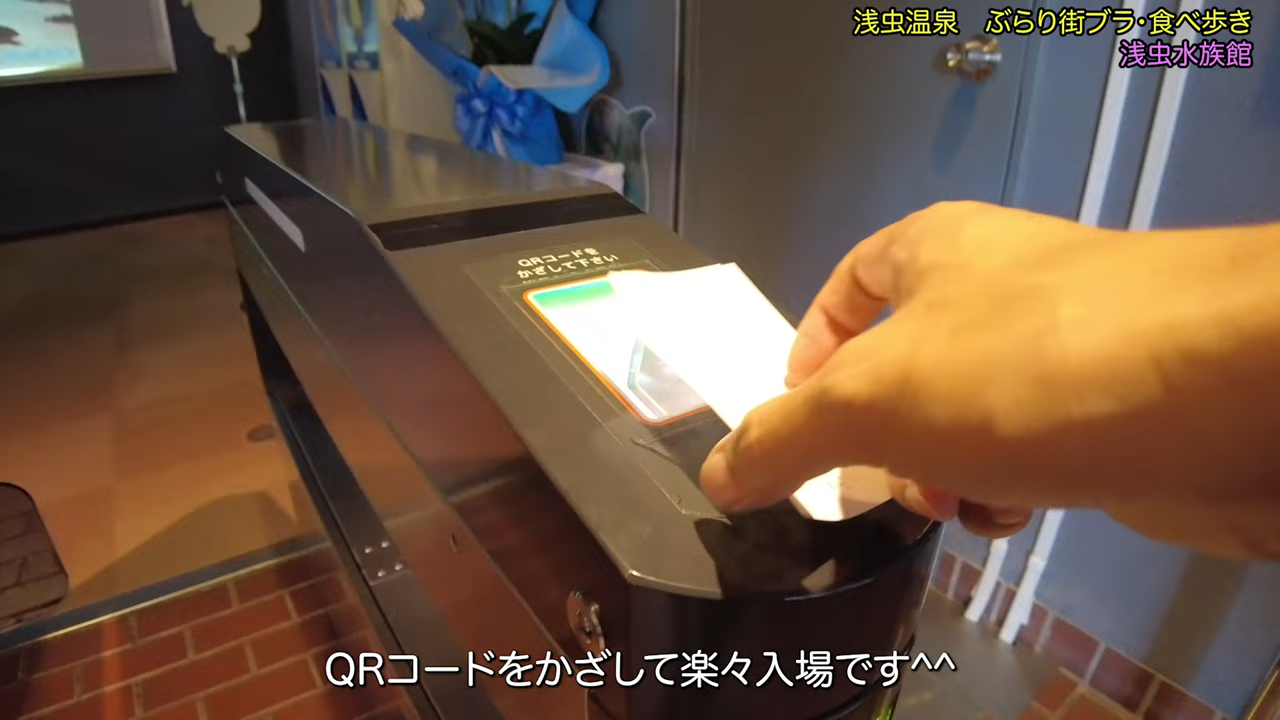 浅虫温泉　ぶらり街ブラ・食べ歩き
浅虫水族館
QRコードを
かざして下さい
QRコードをかざして楽々入場です^^